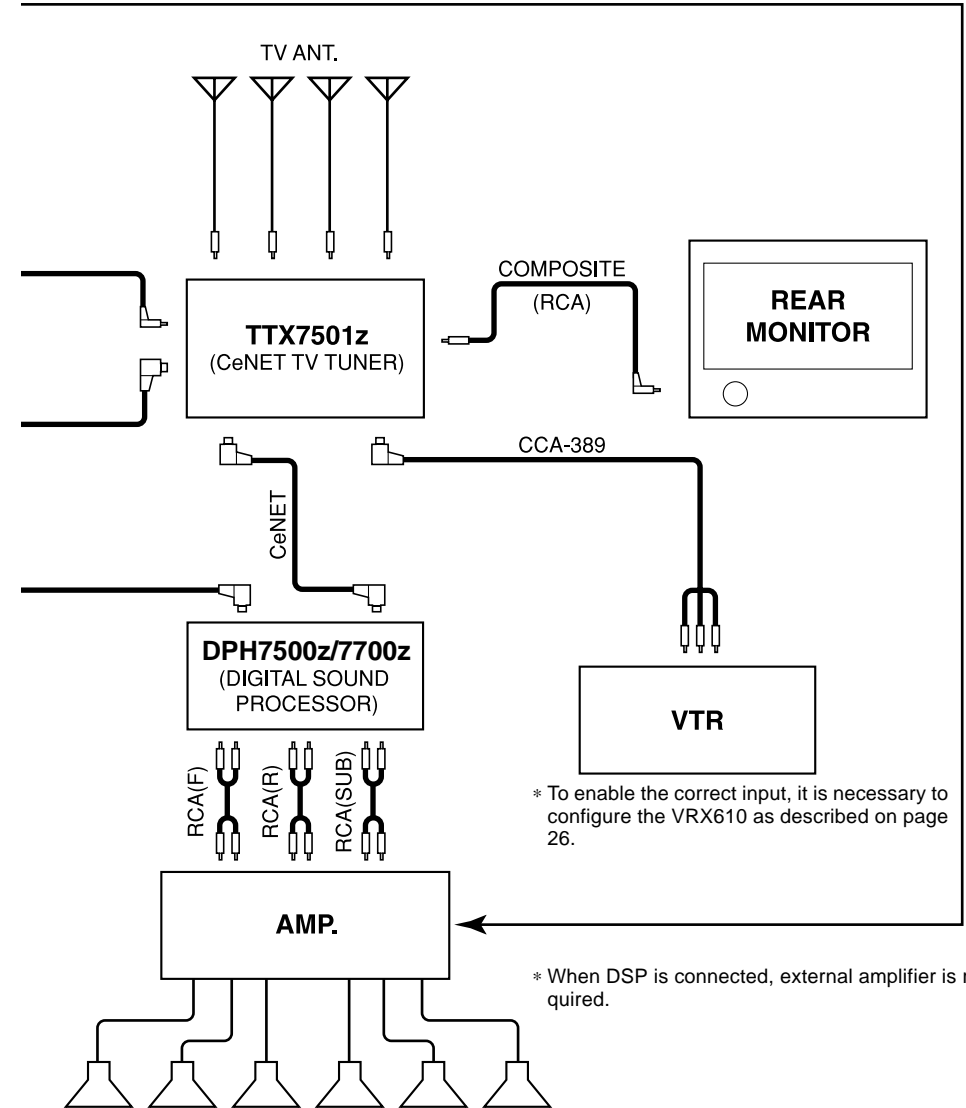 TV ANT.
COMPOSITE
(RCA)
REAR
MONITOR
TTX7501z
(CeNET TV TUNER)
CCA-389
CeNET
DPH7500z/7700z
(DIGITAL SOUND
PROCESSOR)
VTR
RCA(F)
RCA(R)
RCA(SUB)
* To enable the correct input, it is necessary to
configure the VRX610 as described on page
26.
AMP.
* When DSP is connected, external amplifier is
quired.